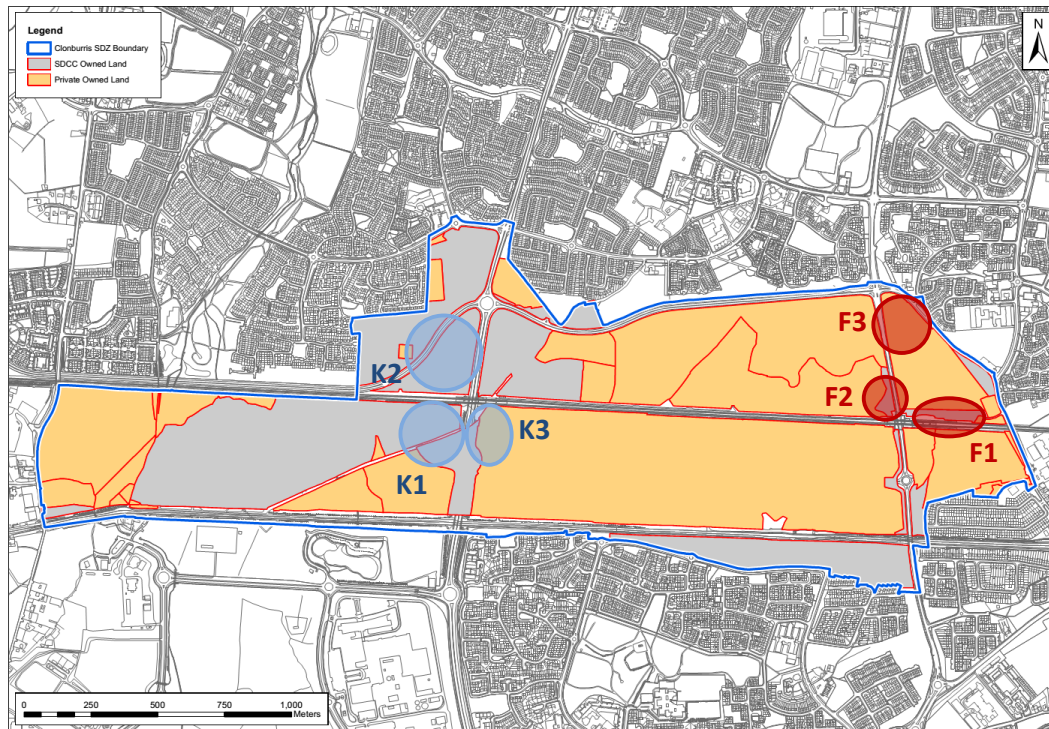 Legend
Clonburris SDZ Boundary
SDCC Owned Land
Private Owned Land
N
F3
K2
F2
K3
F1
K1
0 250 500 750 1,000
Meters